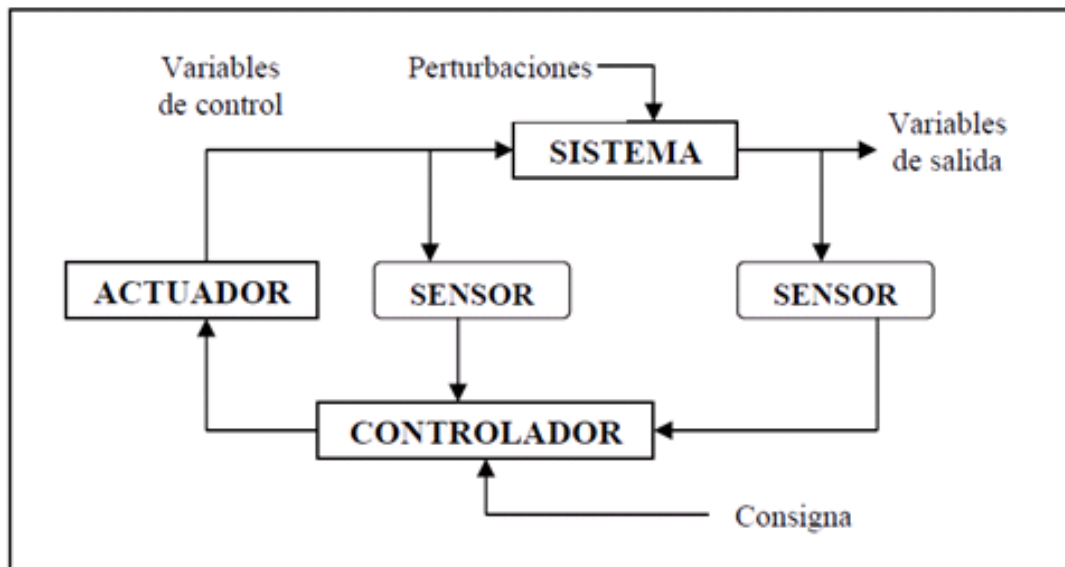 Variables
de control
Perturbaciones
SISTEMA
Variables
de salida
ACTUADOR
SENSOR
SENSOR
CONTROLADOR
Consigna